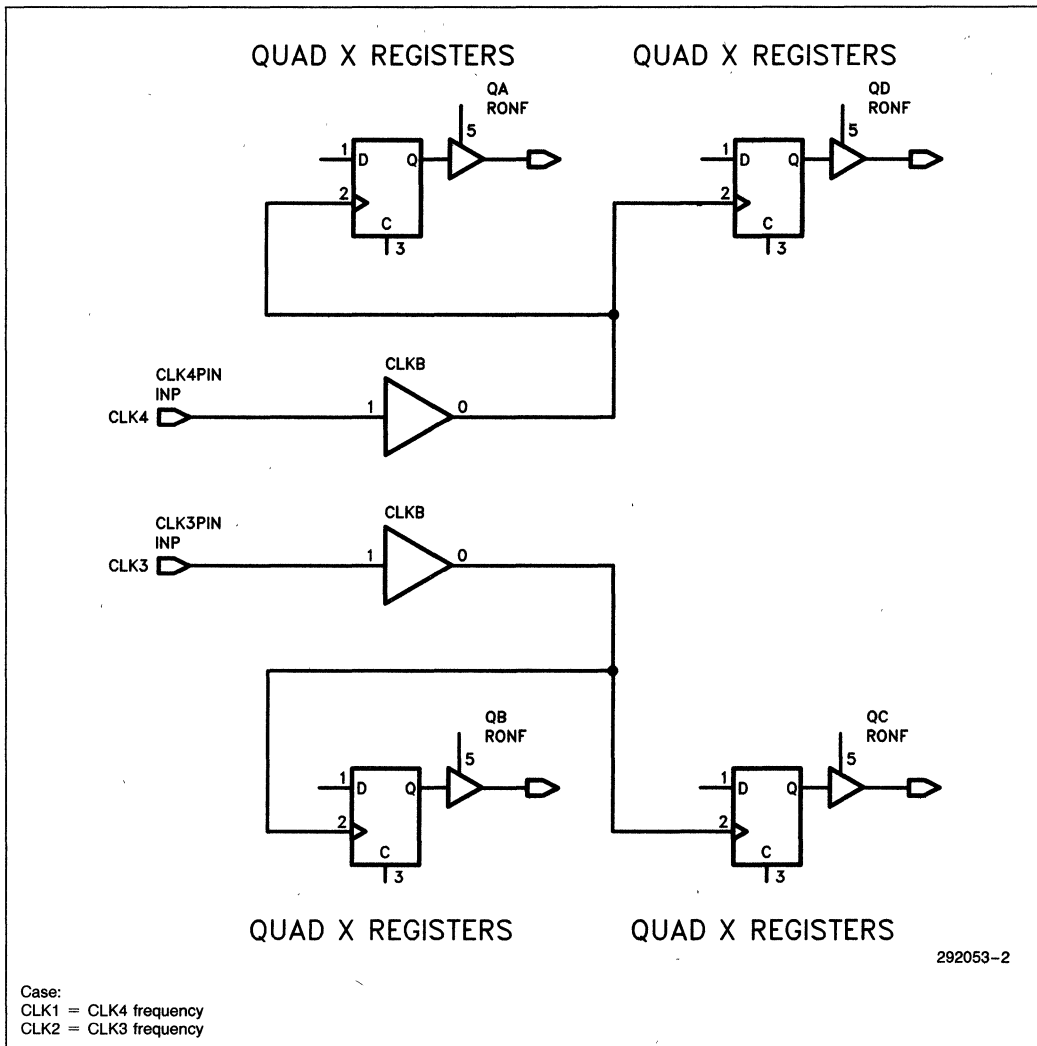 QUAD X REGISTERS
QUAD X REGISTERS
QA
RONF
5
1
D
Q
2
C
3
QD
RONF
5
1
D
Q
2
C
3
CLK4PIN
INP
CLK4
CLKB
1
0
CLK3PIN
INP
CLK3
CLKB
1
0
QB
RONF
5
1
D
Q
2
C
3
QC
RONF
5
1
D
Q
2
C
3
QUAD X REGISTERS
QUAD X REGISTERS
292053-2
Case:
CLK1 = CLK4 frequency
CLK2 = CLK3 frequency